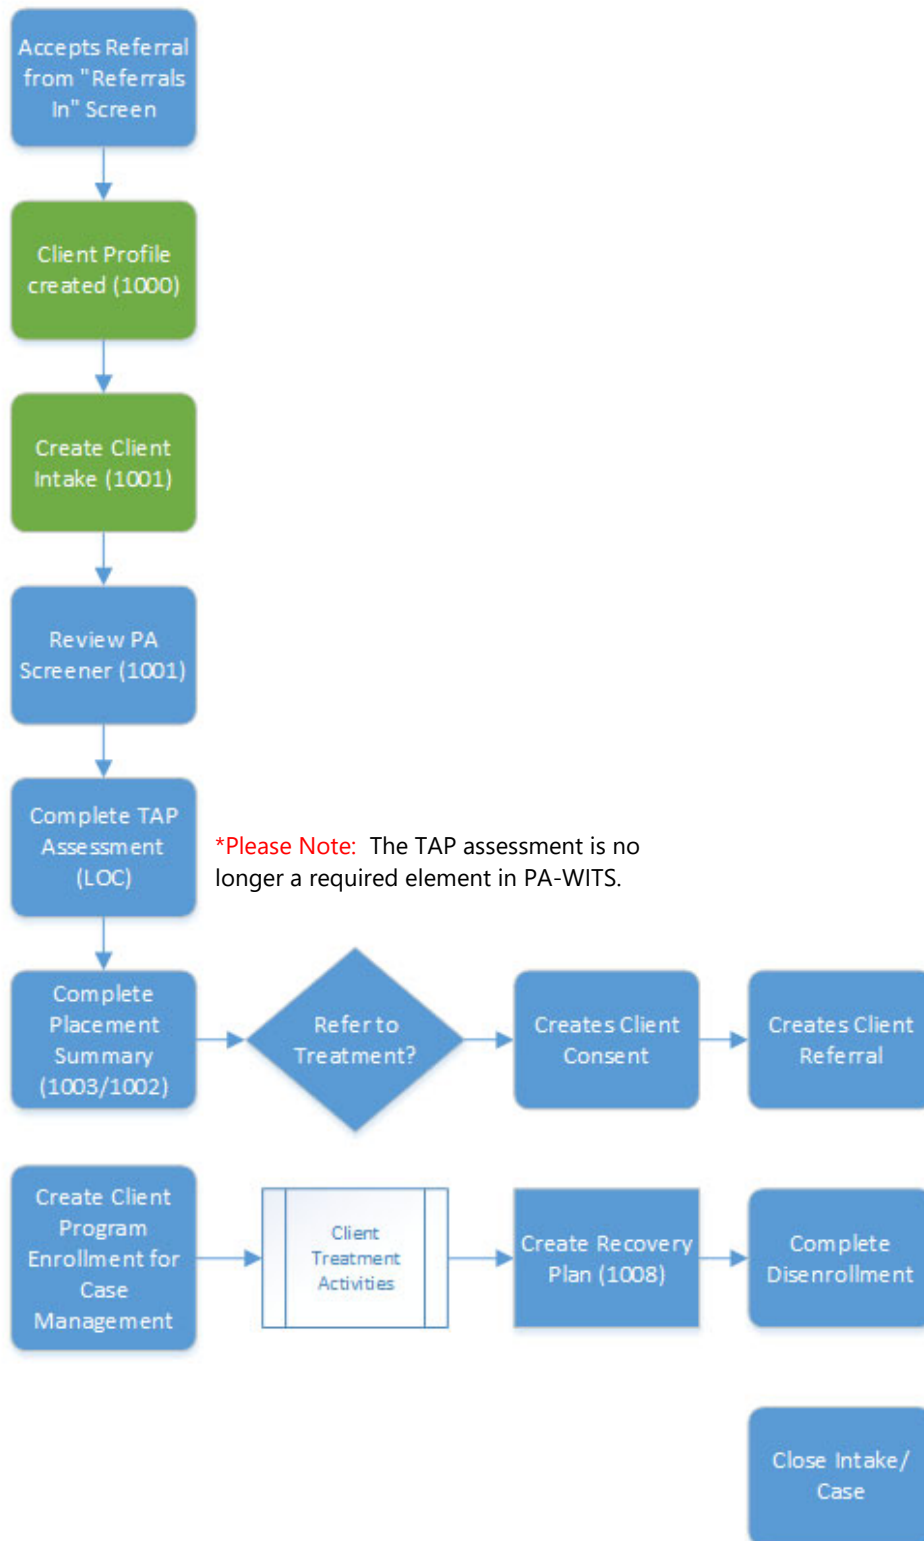 Accepts Referral
from "Referrals
In" Screen
Client Profile
created (1000)
Create Client
Intake (1001)
Review PA
Screener (1001)
Complete TAP
Assessment
(LOC)
*Please Note: The TAP assessment is no
longer a required element in PA-WITS.
Complete
Placement
Summary
(1003/1002)
Refer to
Treatment?
Creates Client
Consent
Creates Client
Referral
Create Client
Program
Enrollment for
Case
Management
Client
Treatment
Activities
Create Recovery
Plan (1008)
Complete
Disenrollment
Close Intake/
Case